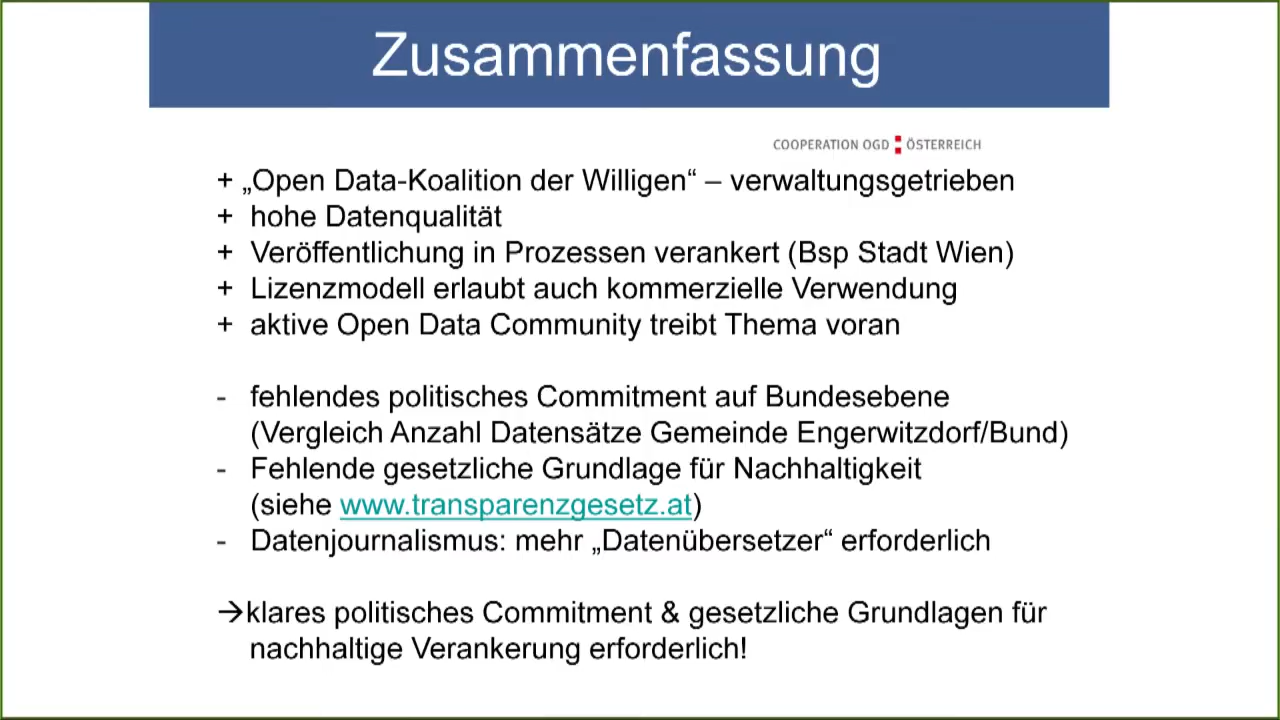 Zusammenfassung
COOPERATION OGD ÖSTERREICH
+ „Open Data-Koalition der Willigen“ – verwaltungsgetrieben
+ hohe Datenqualität
+ Veröffentlichung in Prozessen verankert (Bsp Stadt Wien)
+ Lizenzmodell erlaubt auch kommerzielle Verwendung
+ aktive Open Data Community treibt Thema voran
- fehlendes politisches Commitment auf Bundesebene
(Vergleich Anzahl Datensätze Gemeinde Engerwitzdorf/Bund)
- Fehlende gesetzliche Grundlage für Nachhaltigkeit
(siehe www.transparenzgesetz.at)
- Datenjournalismus: mehr „Datenübersetzer“ erforderlich
→klares politisches Commitment & gesetzliche Grundlagen für
nachhaltige Verankerung erforderlich!